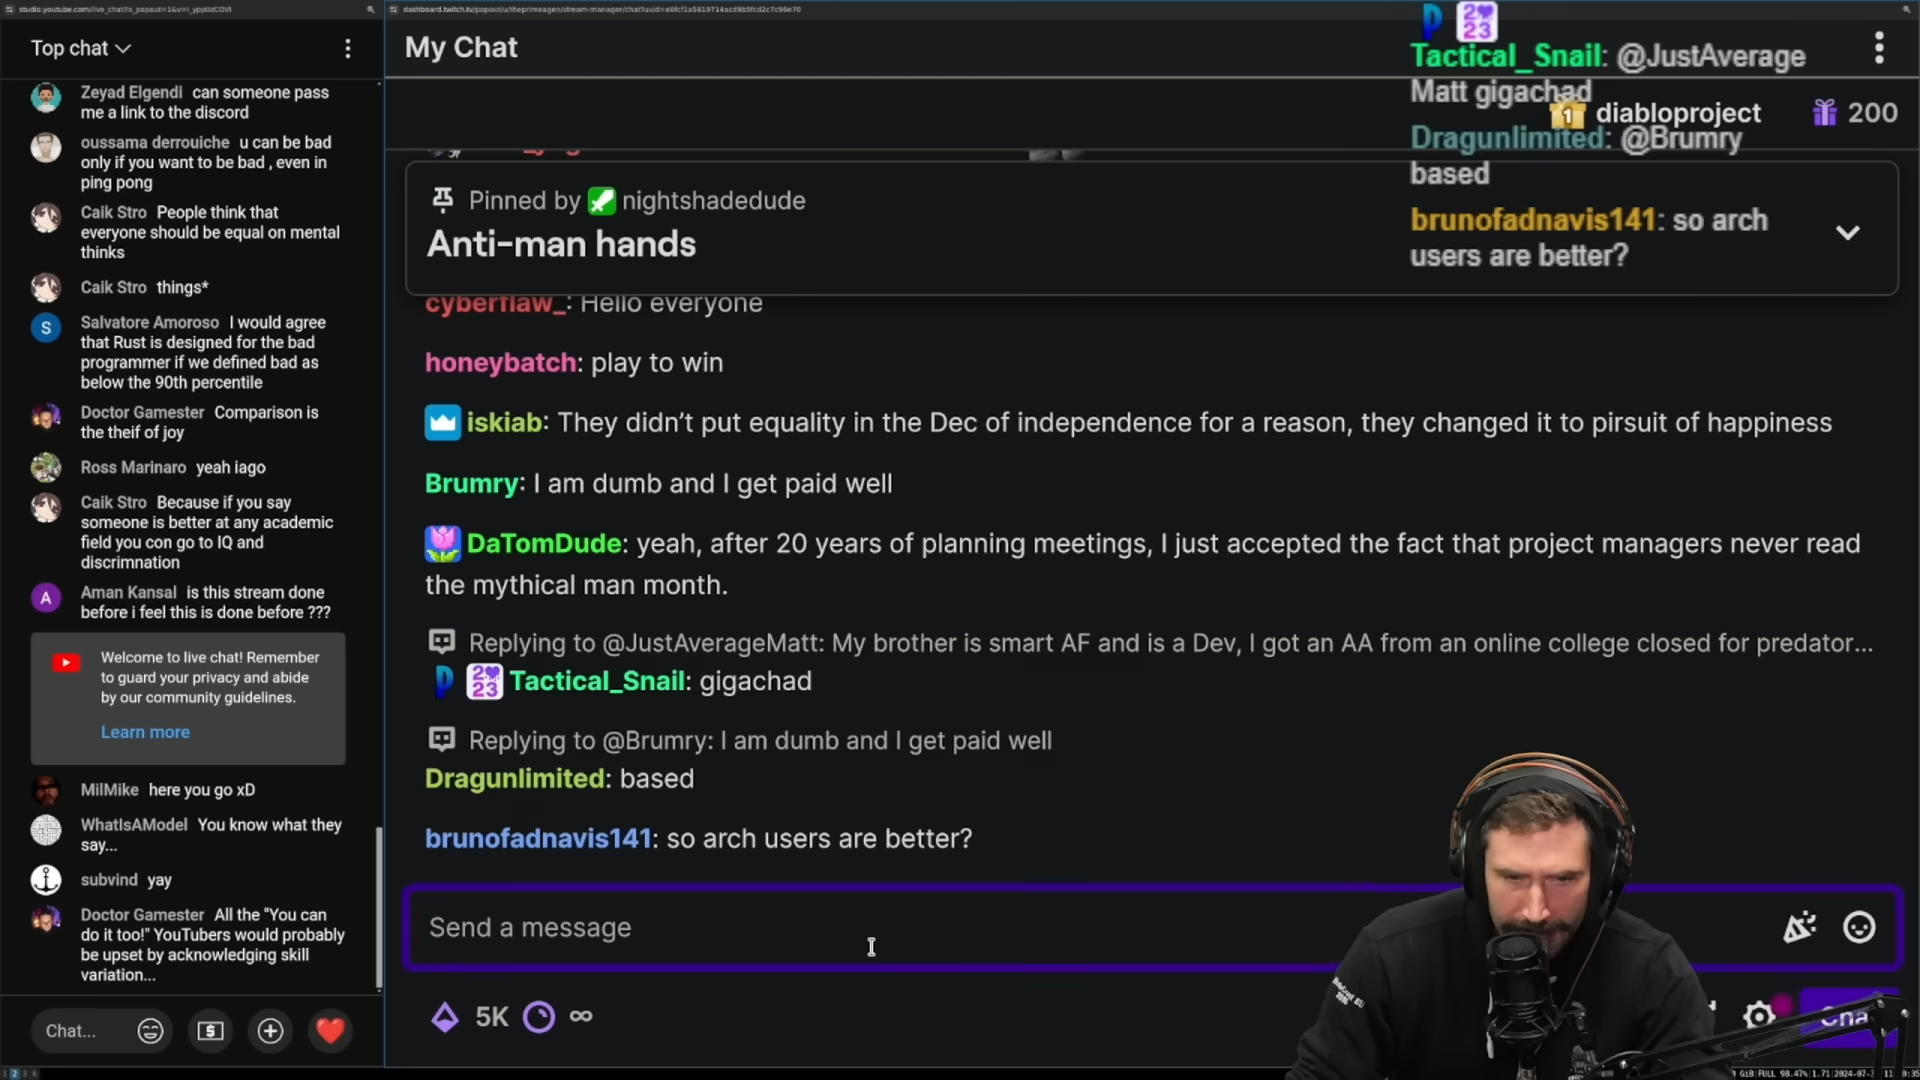 studio.youtube.com/live_chat?is_popout=1&v=i_yppUzCOVI
dashboard.twitch.tv/popout/u/theprimeagen/stream-manager/chat?uuid=e6fcf1a5819714acd9b5fcd2c7c96e70
Top chat
Zeyad Elgendi can someone pass
me a link to the discord
oussama derrouiche u can be bad
only if you want to be bad , even in
ping pong
Caik Stro People think that
everyone should be equal on mental
thinks
Caik Stro things*
S
Salvatore Amoroso I would agree
that Rust is designed for the bad
programmer if we defined bad as
below the 90th percentile
Doctor Gamester Comparison is
the theif of joy
Ross Marinaro yeah iago
Caik Stro Because if you say
someone is better at any academic
field you con go to IQ and
discrimnation
A
Aman Kansal is this stream done
before i feel this is done before ???
Welcome to live chat! Remember
to guard your privacy and abide
by our community guidelines.
Learn more
MilMike here you go xD
WhatIsAModel You know what they
say...
subvind yay
Doctor Gamester All the "You can
do it too!" YouTubers would probably
be upset by acknowledging skill
variation...
Chat...
My Chat
1 diabloproject 200
Pinned by nightshadedude
Anti-man hands
cyberflaw_: Hello everyone
honeybatch: play to win
iskiab: They didn't put equality in the Dec of independence for a reason, they changed it to pirsuit of happiness
Brumry: I am dumb and I get paid well
DaTomDude: yeah, after 20 years of planning meetings, I just accepted the fact that project managers never read
the mythical man month.
Replying to @JustAverageMatt: My brother is smart AF and is a Dev, I got an AA from an online college closed for predator...
P 2023 Tactical_Snail: gigachad
Replying to @Brumry: I am dumb and I get paid well
Dragunlimited: based
brunofadnavis141: so arch users are better?
Send a message
5K ∞
Cha
P 2023
Tactical_Snail: @JustAverage
Matt gigachad
Dragunlimited: @Brumry
based
brunofadnavis141: so arch
users are better?
GiB|FULL 98.47%|1.71|2024-07-